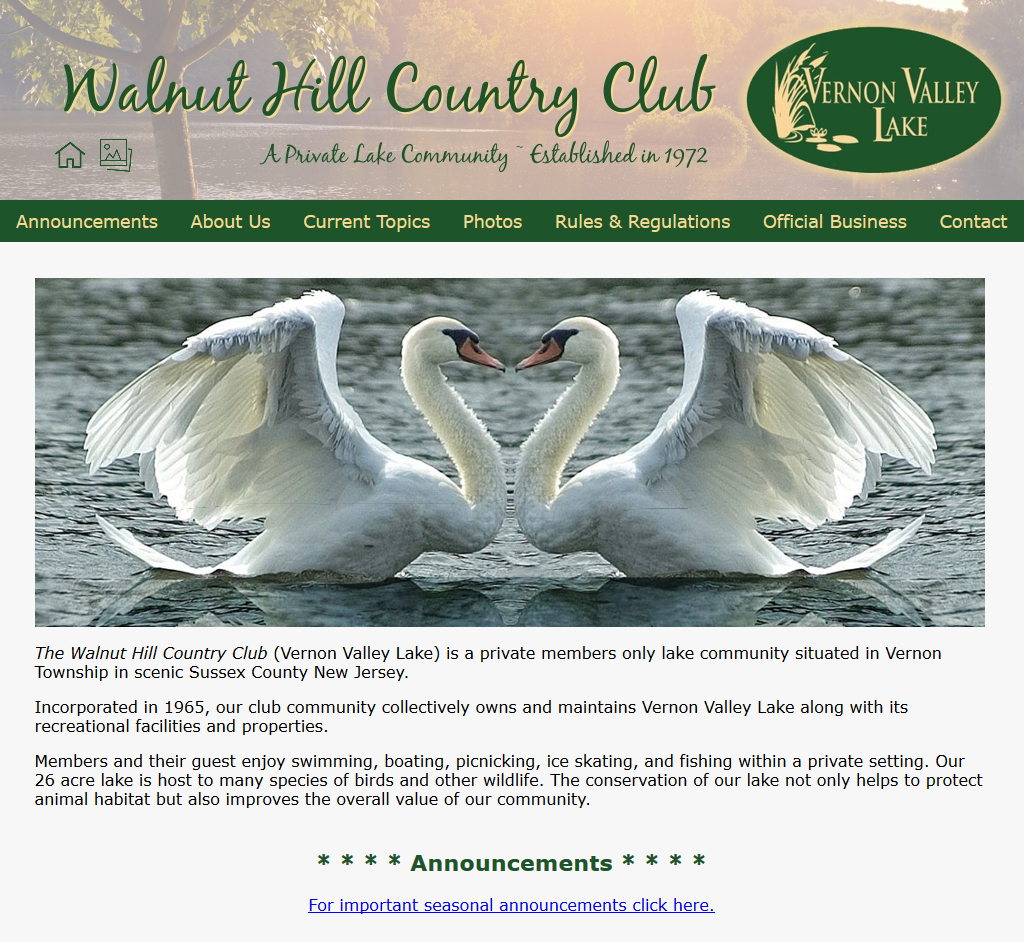 Walnut Hill Country Club
A Private Lake Community ~ Established in 1972
VERNON VALLEY
LAKE
Announcements About Us Current Topics Photos Rules & Regulations Official Business Contact
The Walnut Hill Country Club (Vernon Valley Lake) is a private members only lake community situated in Vernon
Township in scenic Sussex County New Jersey.
Incorporated in 1965, our club community collectively owns and maintains Vernon Valley Lake along with its
recreational facilities and properties.
Members and their guest enjoy swimming, boating, picnicking, ice skating, and fishing within a private setting. Our
26 acre lake is host to many species of birds and other wildlife. The conservation of our lake not only helps to protect
animal habitat but also improves the overall value of our community.
* * * * Announcements * * * *
For important seasonal announcements click here.